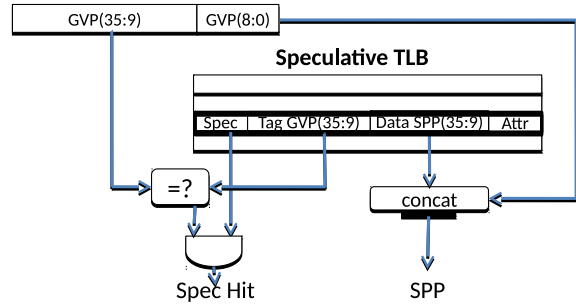 GVP(35:9) GVP(8:0)
Speculative TLB
Spec Tag GVP(35:9) Data SPP(35:9) Attr
=?
concat
Spec Hit SPP